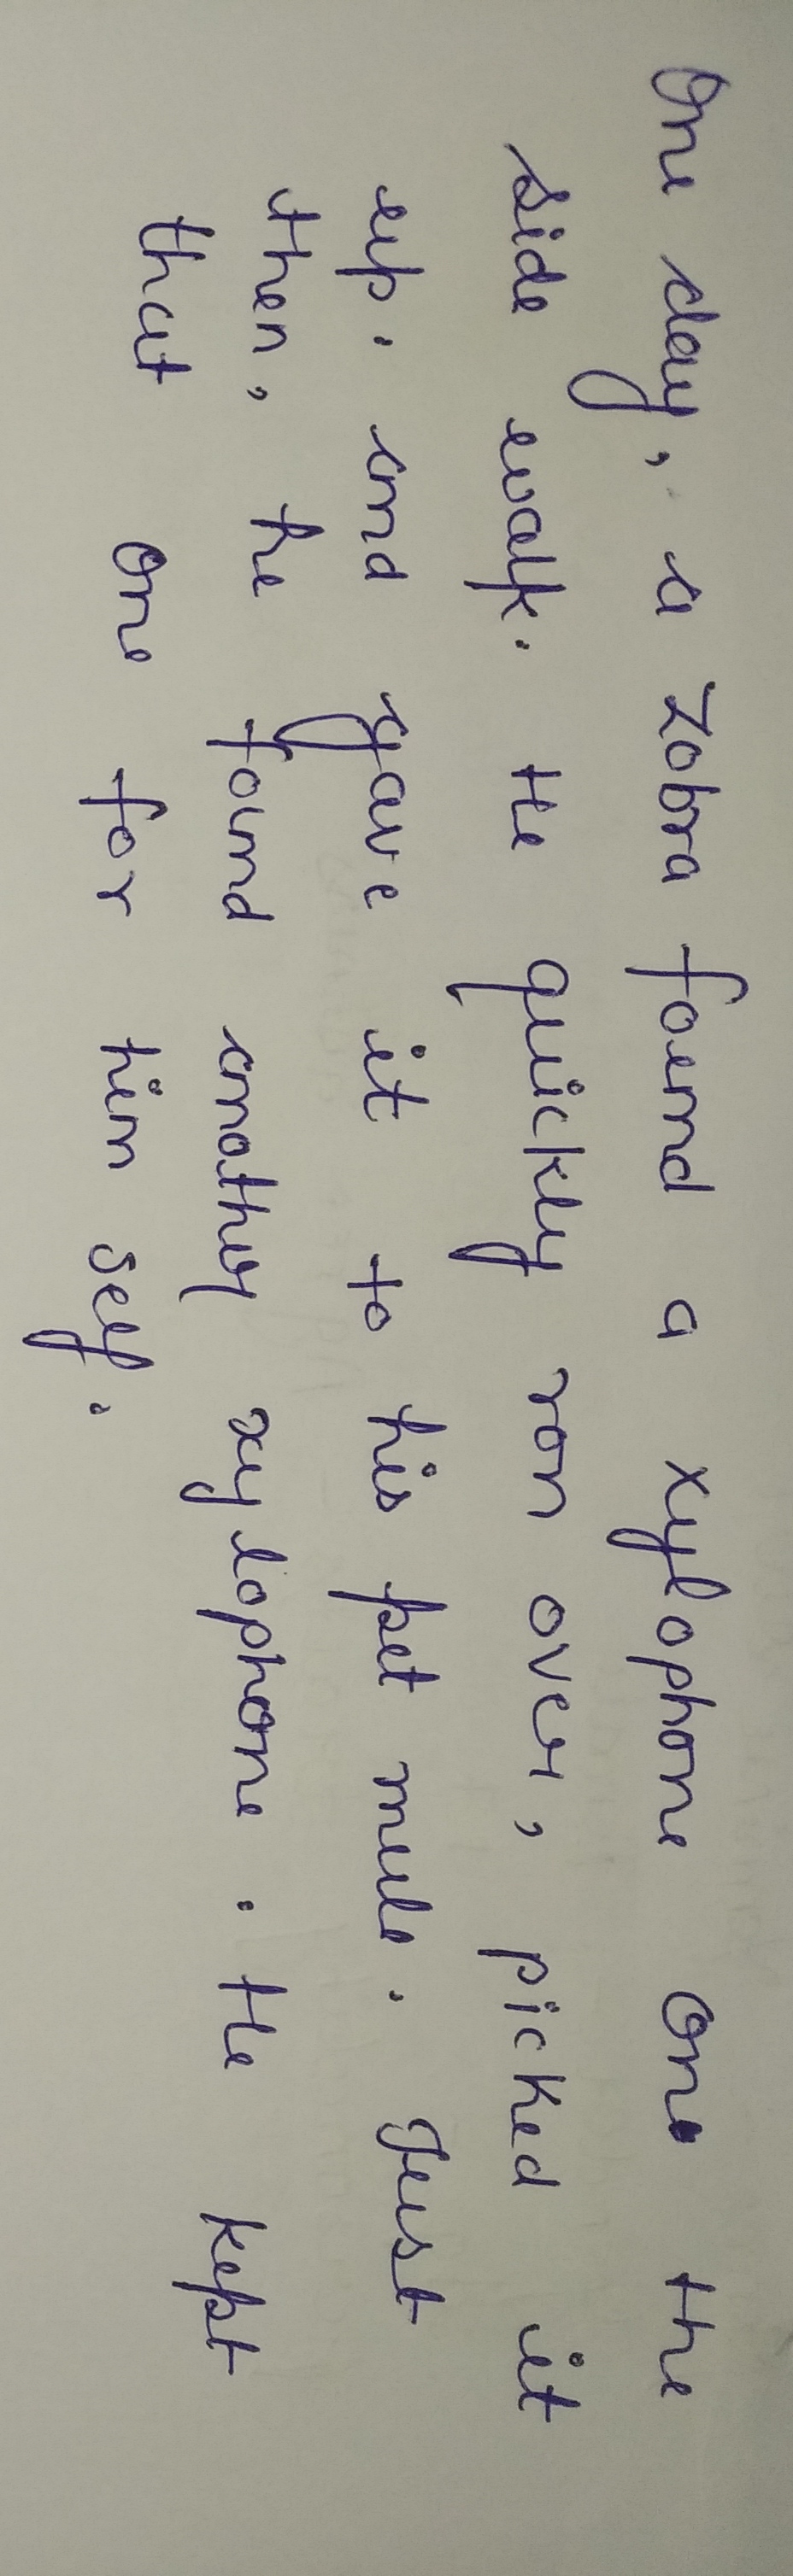 One day, a Zobra found a xylophone on the
side walk. He quickly ron over, picked it
up. and gave it to his pet mule. Just
then, he found another xylophone. He kept
that one for him self.